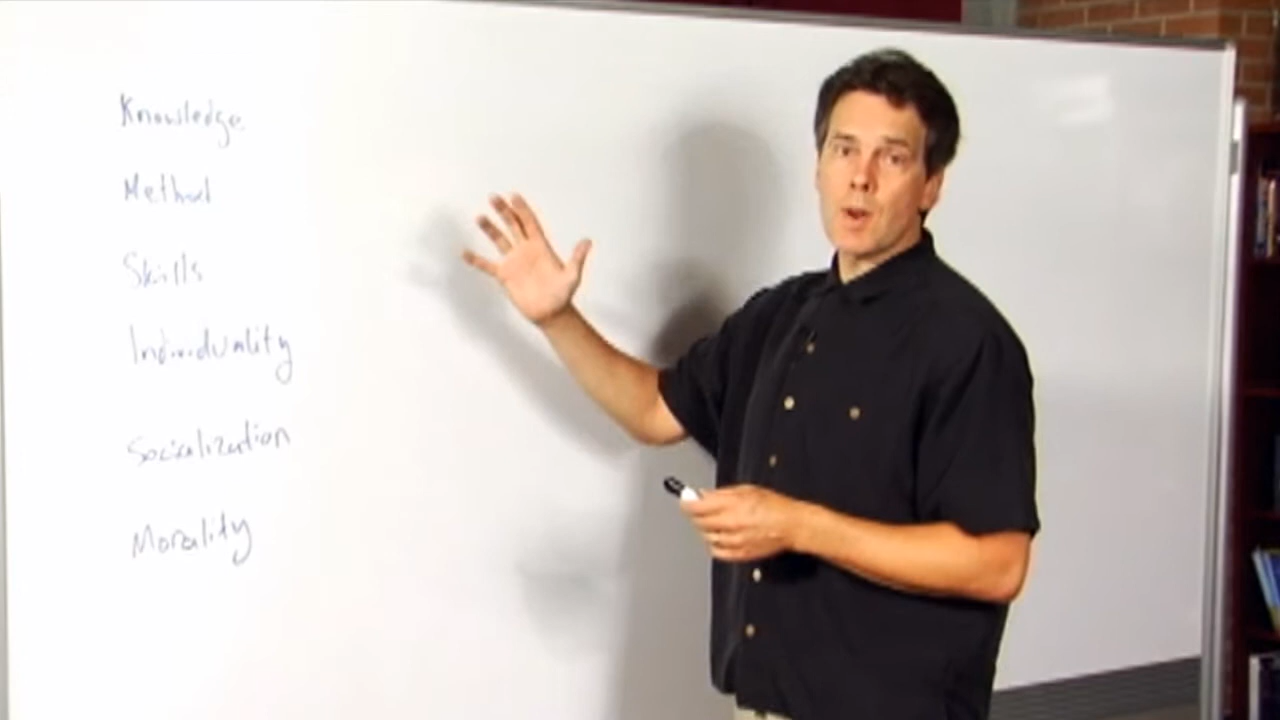 Knowledge
Method
Skills
Individuality
Socialization
Morality